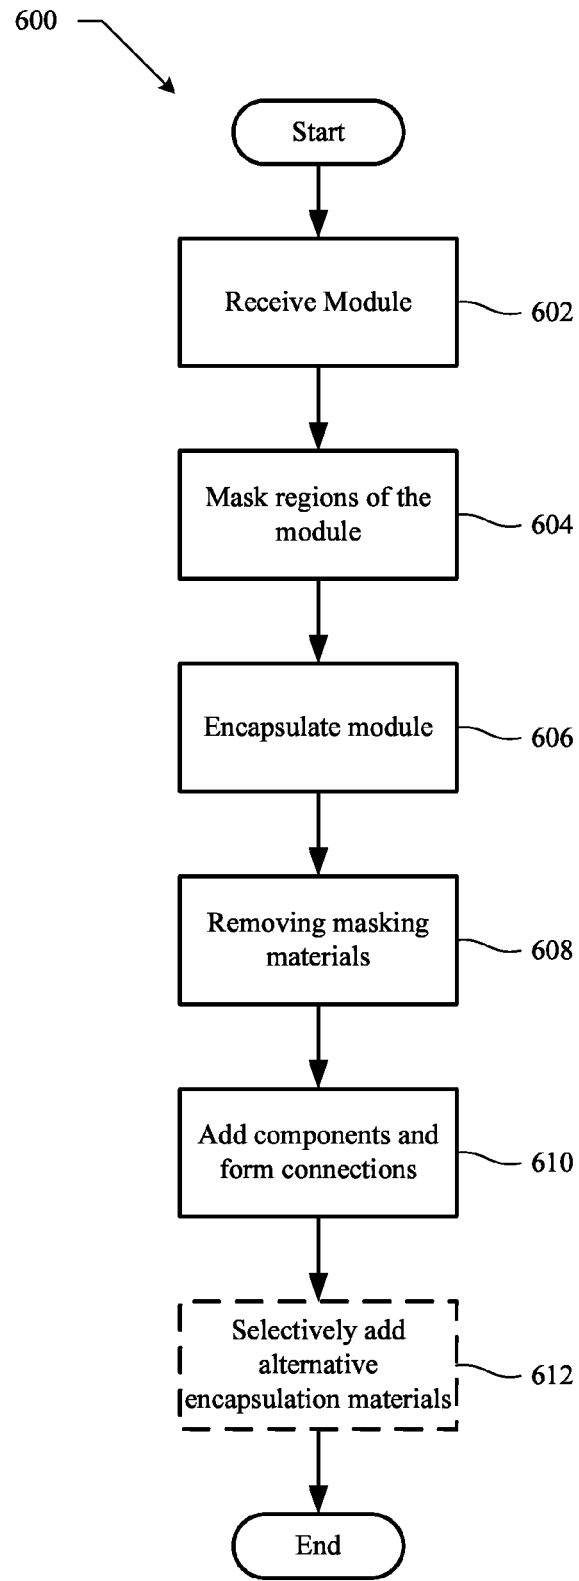 600
Start
Receive Module
602
Mask regions of the
module
604
Encapsulate module
606
Removing masking
materials
608
Add components and
form connections
610
Selectively add
alternative
encapsulation materials
612
End